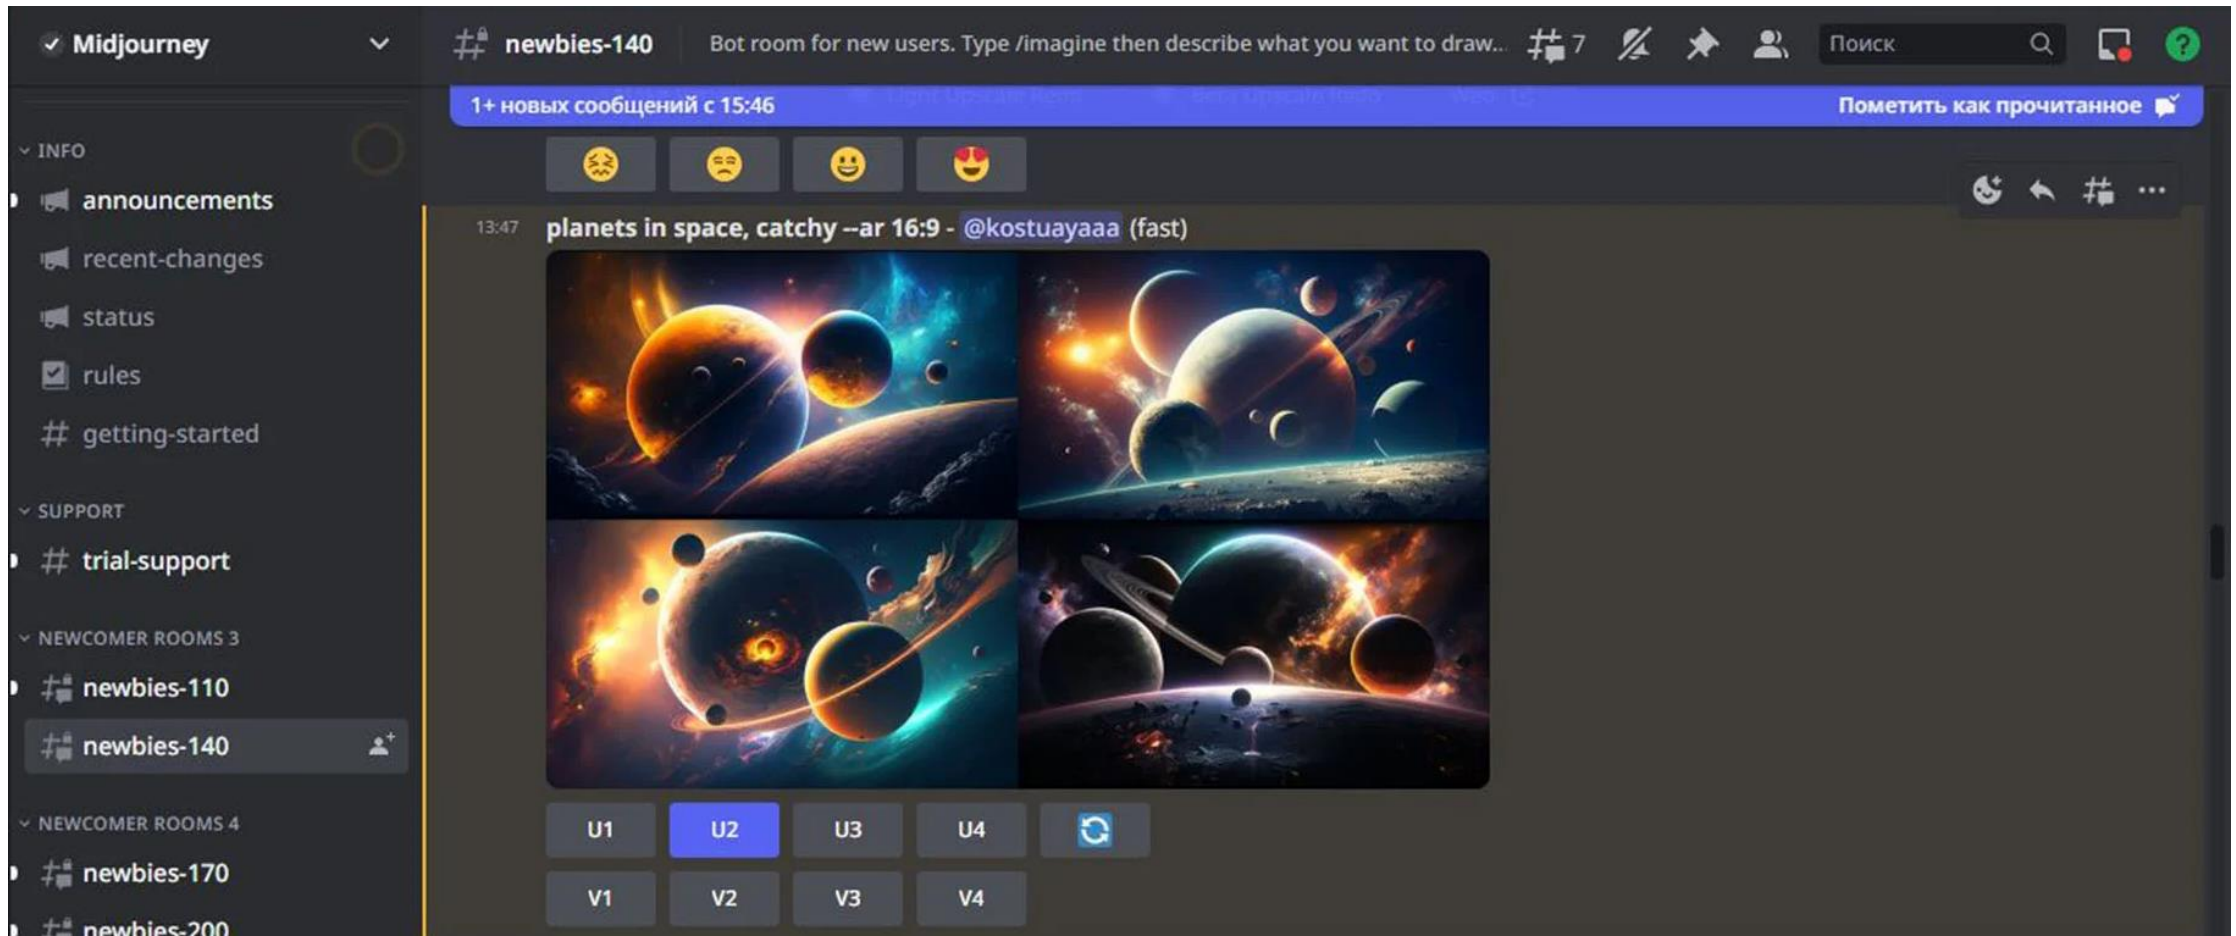 Midjourney
newbies-140
Bot room for new users. Type /imagine then describe what you want to draw...
7
Поиск
?
1+ новых сообщений с 15:46
Пометить как прочитанное
INFO
announcements
recent-changes
status
rules
getting-started
SUPPORT
trial-support
NEWCOMER ROOMS 3
newbies-110
newbies-140
NEWCOMER ROOMS 4
newbies-170
newbies-200
13:47
planets in space, catchy --ar 16:9 - @kostuayaaa (fast)
U1 U2 U3 U4
V1 V2 V3 V4